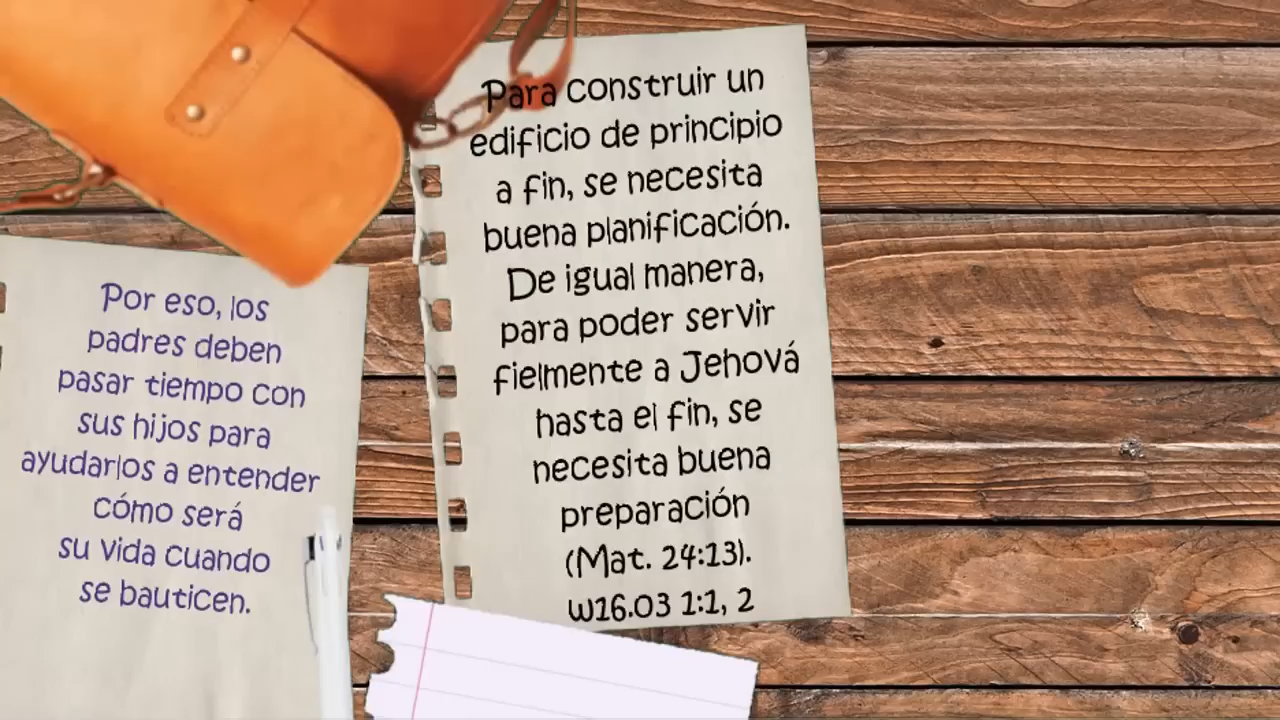 Por eso, los
padres deben
pasar tiempo con
sus hijos para
ayudarlos a entender
cómo será
su vida cuando
se bauticen.
Para construir un
edificio de principio
a fin, se necesita
buena planificación.
De igual manera,
para poder servir
fielmente a Jehová
hasta el fin, se
necesita buena
preparación
(Mat. 24:13).
w16.03 1:1, 2